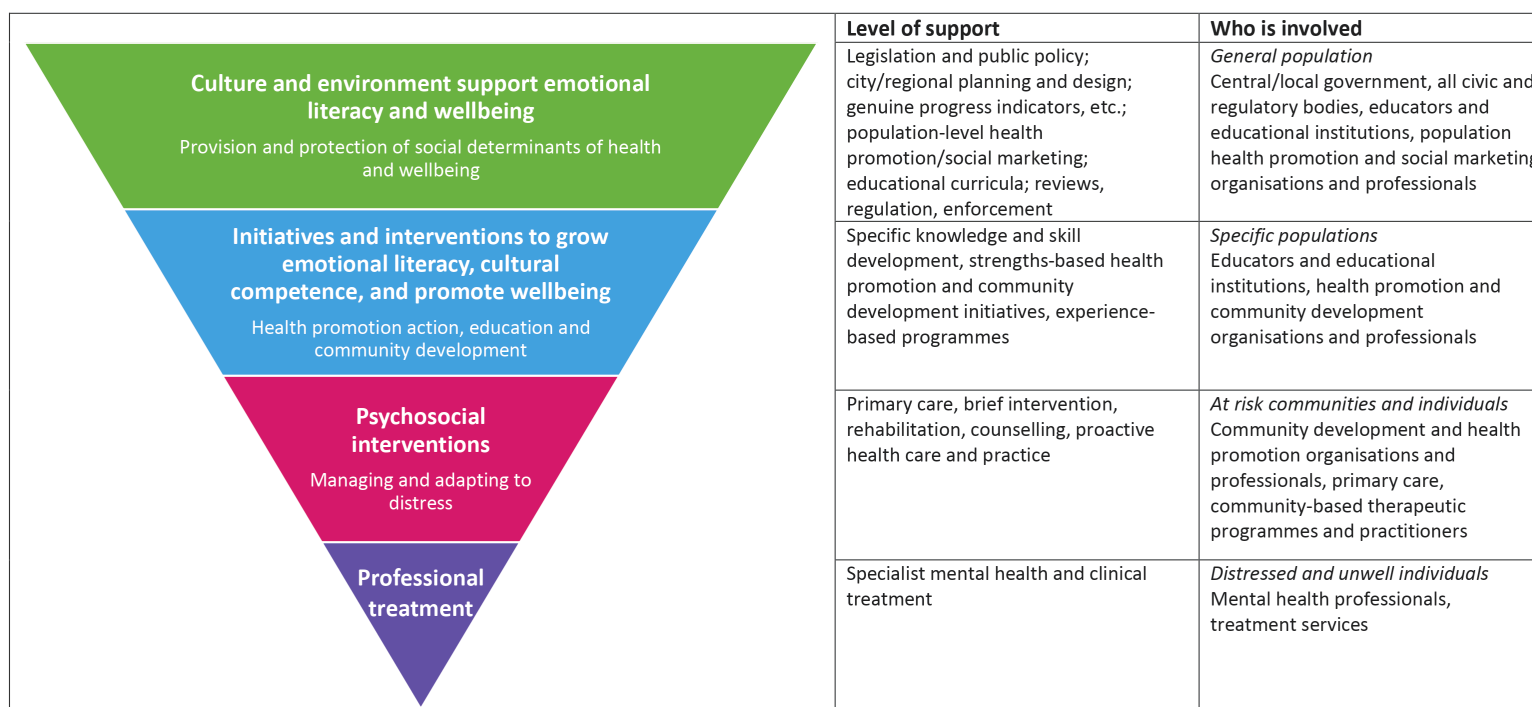 Level of support
Who is involved
Culture and environment support emotional
literacy and wellbeing
Provision and protection of social determinants of health
and wellbeing
Legislation and public policy;
city/regional planning and design;
genuine progress indicators, etc.;
population-level health
promotion/social marketing;
educational curricula; reviews,
regulation, enforcement
General population
Central/local government, all civic and
regulatory bodies, educators and
educational institutions, population
health promotion and social marketing
organisations and professionals
Initiatives and interventions to grow
emotional literacy, cultural
competence, and promote wellbeing
Health promotion action, education and
community development
Specific knowledge and skill
development, strengths-based health
promotion and community
development initiatives, experience-
based programmes
Specific populations
Educators and educational
institutions, health promotion and
community development
organisations and professionals
Psychosocial
interventions
Managing and adapting to
distress
Primary care, brief intervention,
rehabilitation, counselling, proactive
health care and practice
At risk communities and individuals
Community development and health
promotion organisations and
professionals, primary care,
community-based therapeutic
programmes and practitioners
Professional
treatment
Specialist mental health and clinical
treatment
Distressed and unwell individuals
Mental health professionals,
treatment services